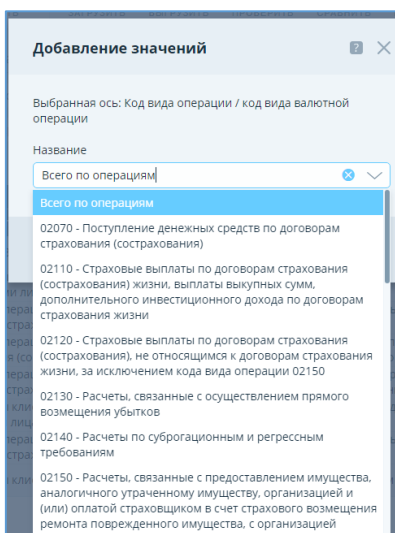 Добавление значений
?
Выбранная ось: Код вида операции / код вида валютной
операции
Название
Всего по операциям
Всего по операциям
02070 - Поступление денежных средств по договорам
страхования (сострахования)
02110 - Страховые выплаты по договорам страхования
(сострахования) жизни, выплаты выкупных сумм,
дополнительного инвестиционного дохода по договорам
страхования жизни
02120 - Страховые выплаты по договорам страхования
(сострахования), не относящимся к договорам страхования
жизни, за исключением кода вида операции 02150
02130 - Расчеты, связанные с осуществлением прямого
возмещения убытков
02140 - Расчеты по суброгационным и регрессным
требованиям
02150 - Расчеты, связанные с предоставлением имущества,
аналогичного утраченному имуществу, организацией и
(или) оплатой страховщиком в счет страхового возмещения
ремонта поврежденного имущества, с организацией